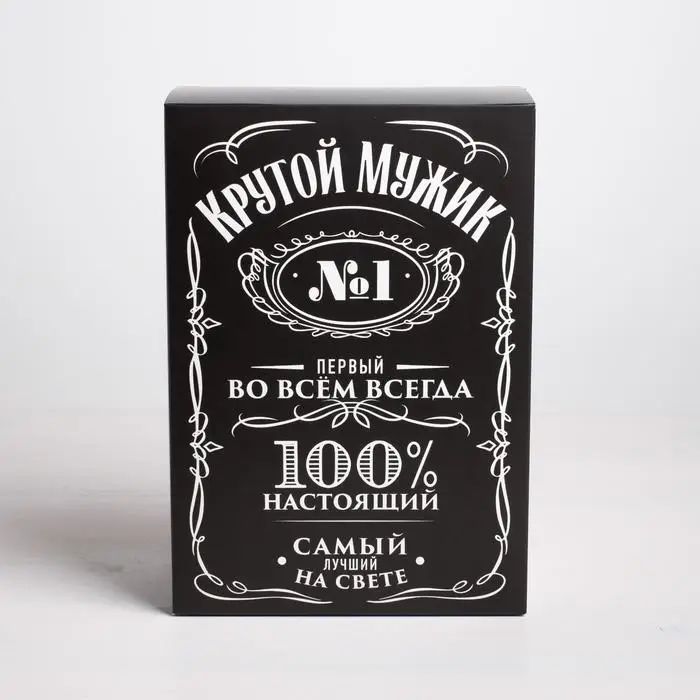 Крутой Мужик
№1
ПЕРВЫЙ
ВО ВСЁМ ВСЕГДА
100%
НАСТОЯЩИЙ
САМЫЙ
ЛУЧШИЙ
НА СВЕТЕ